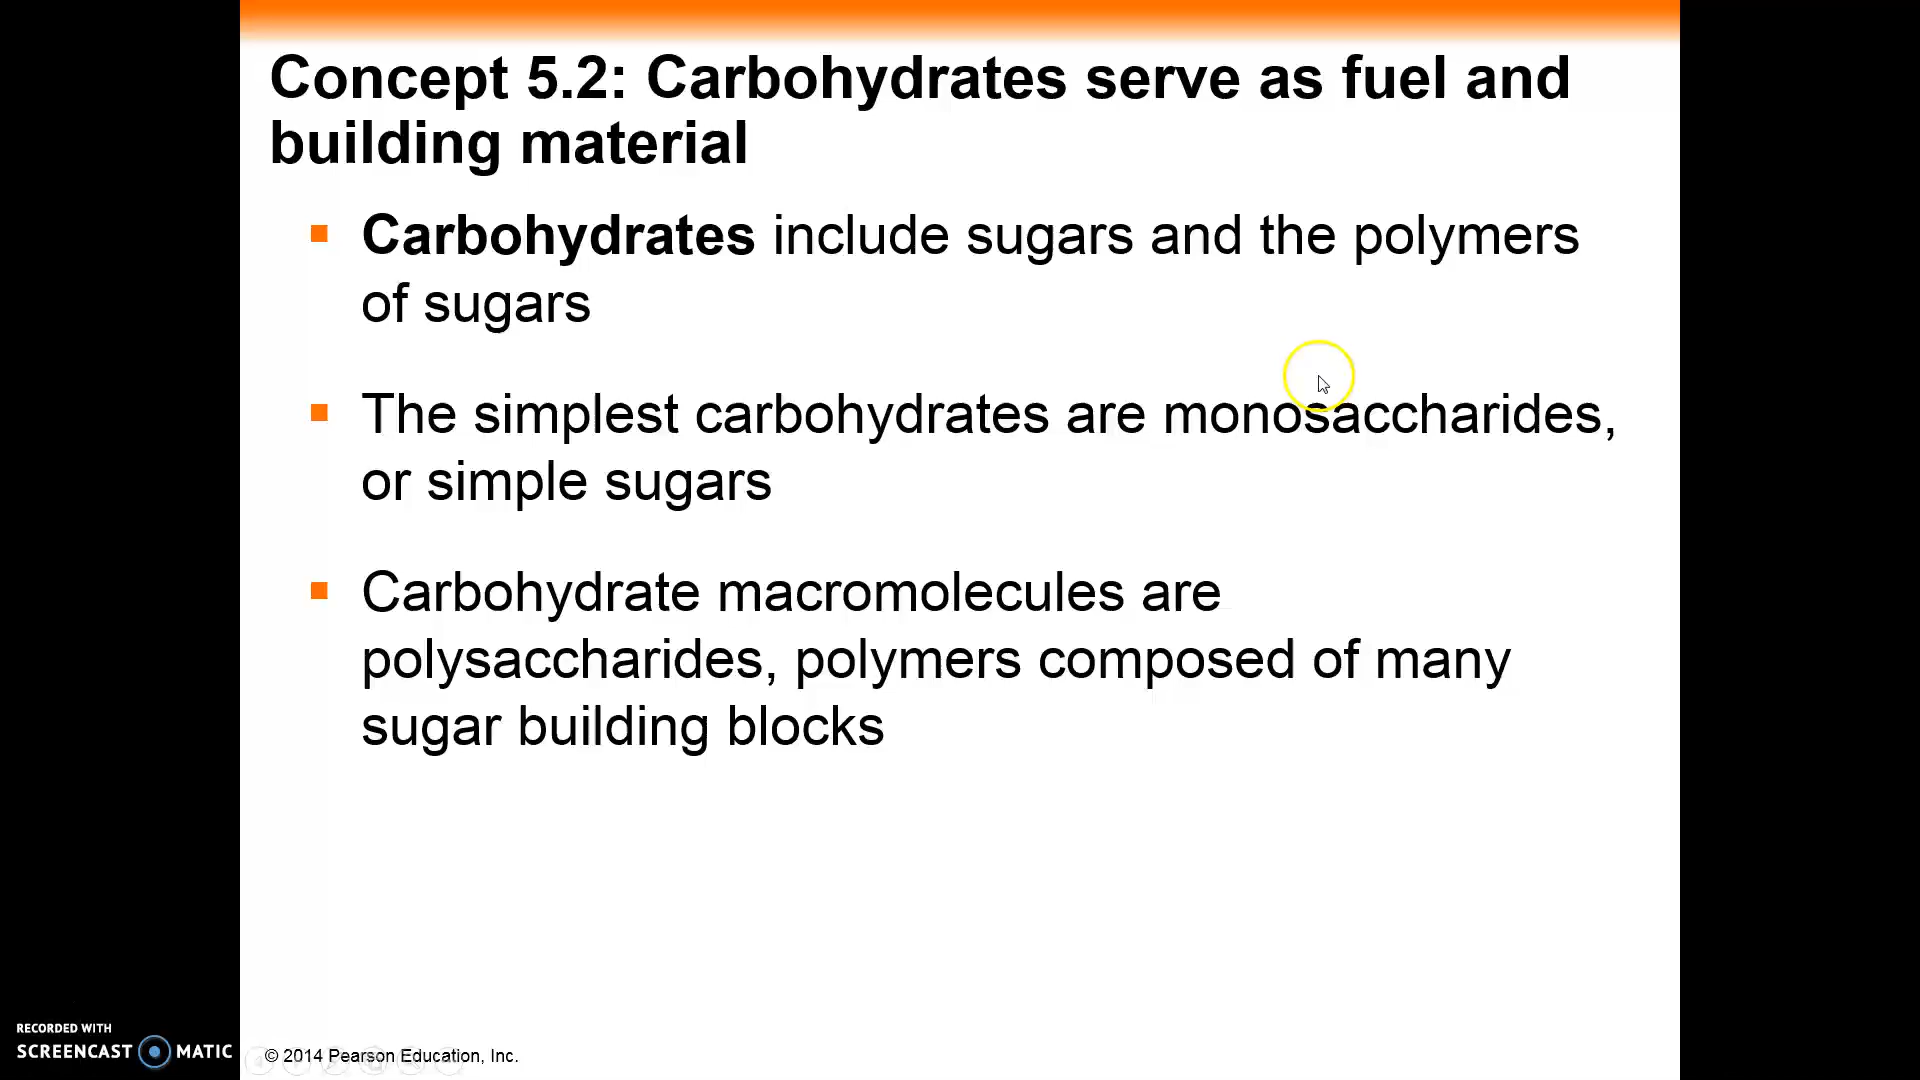 Concept 5.2: Carbohydrates serve as fuel and
building material
Carbohydrates include sugars and the polymers
of sugars
The simplest carbohydrates are monosaccharides,
or simple sugars
Carbohydrate macromolecules are
polysaccharides, polymers composed of many
sugar building blocks
RECORDED WITH
SCREENCAST MATIC
© 2014 Pearson Education, Inc.